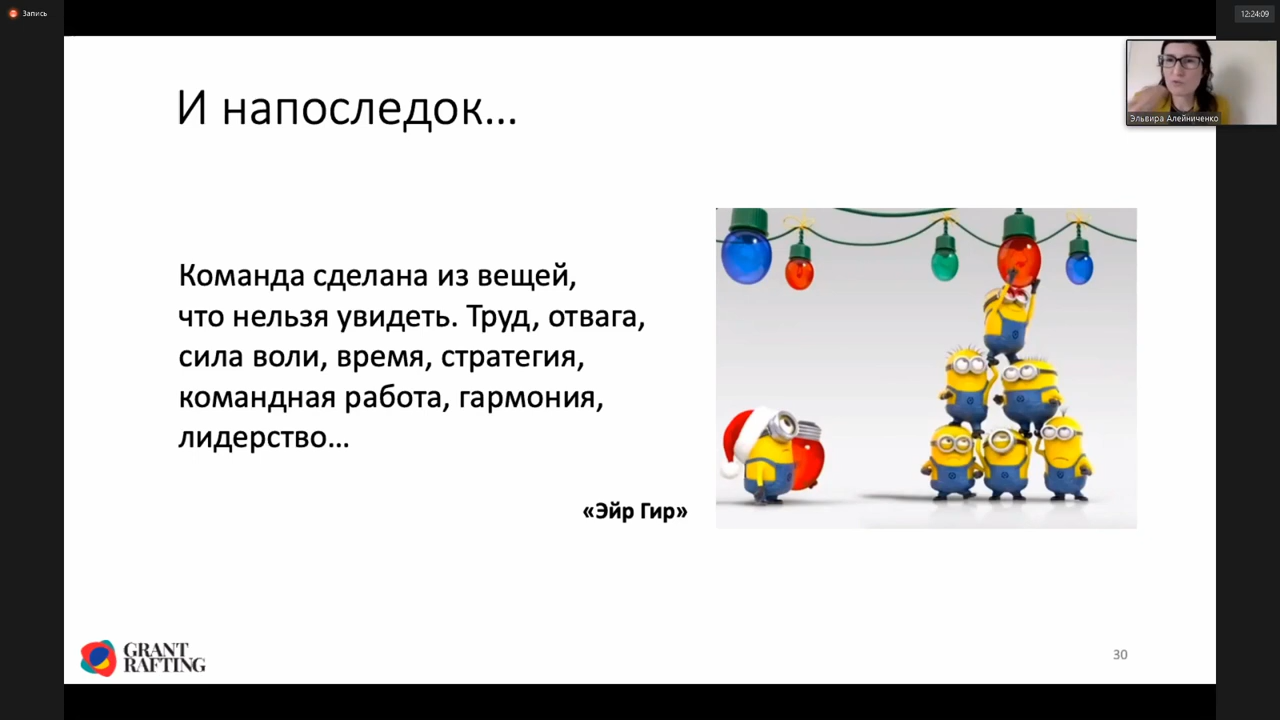 Запись
12:24:09
И напоследок...
Эльвира Алейниченко
Команда сделана из вещей,
что нельзя увидеть. Труд, отвага,
сила воли, время, стратегия,
командная работа, гармония,
лидерство...
«Эйр Гир»
GRANT
RAFTING
30